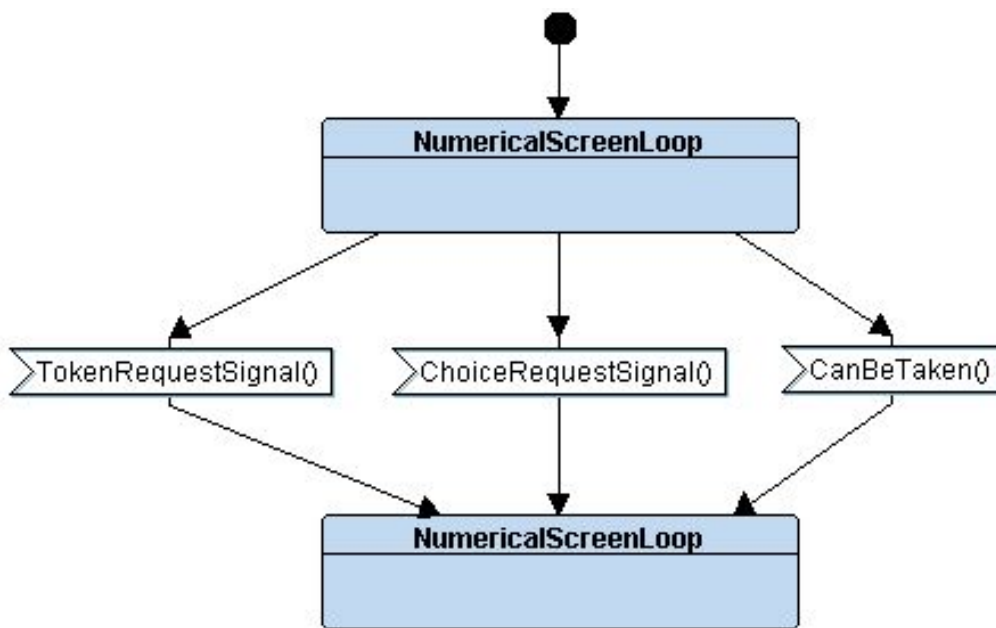 NumericalScreenLoop
TokenRequestSignal()
ChoiceRequestSignal()
CanBeTaken()
NumericalScreenLoop